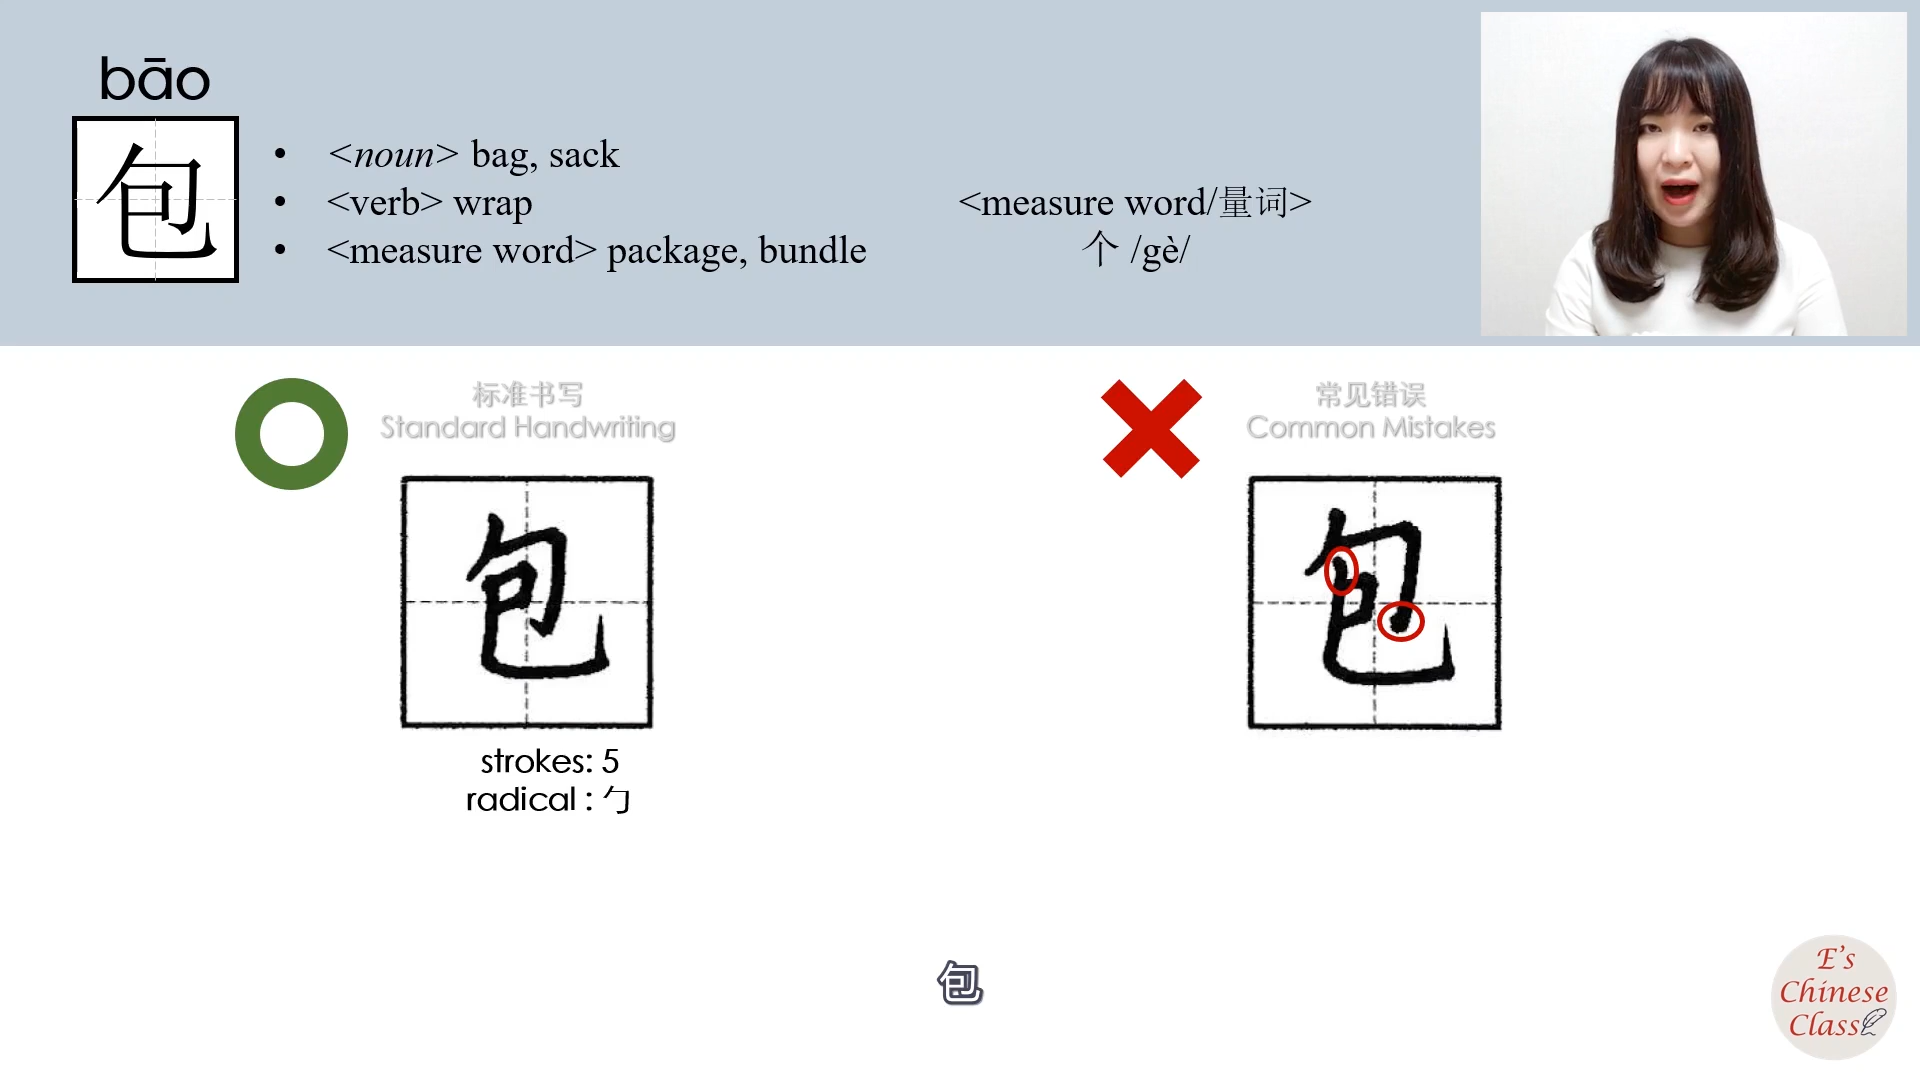 bāo
包
• <noun> bag, sack
• <verb> wrap
• <measure word> package, bundle
<measure word/量词>
个 /gè/
标准书写
Standard Handwriting
包
strokes: 5
radical : 勹
常见错误
Common Mistakes
包
包
E's
Chinese
Class